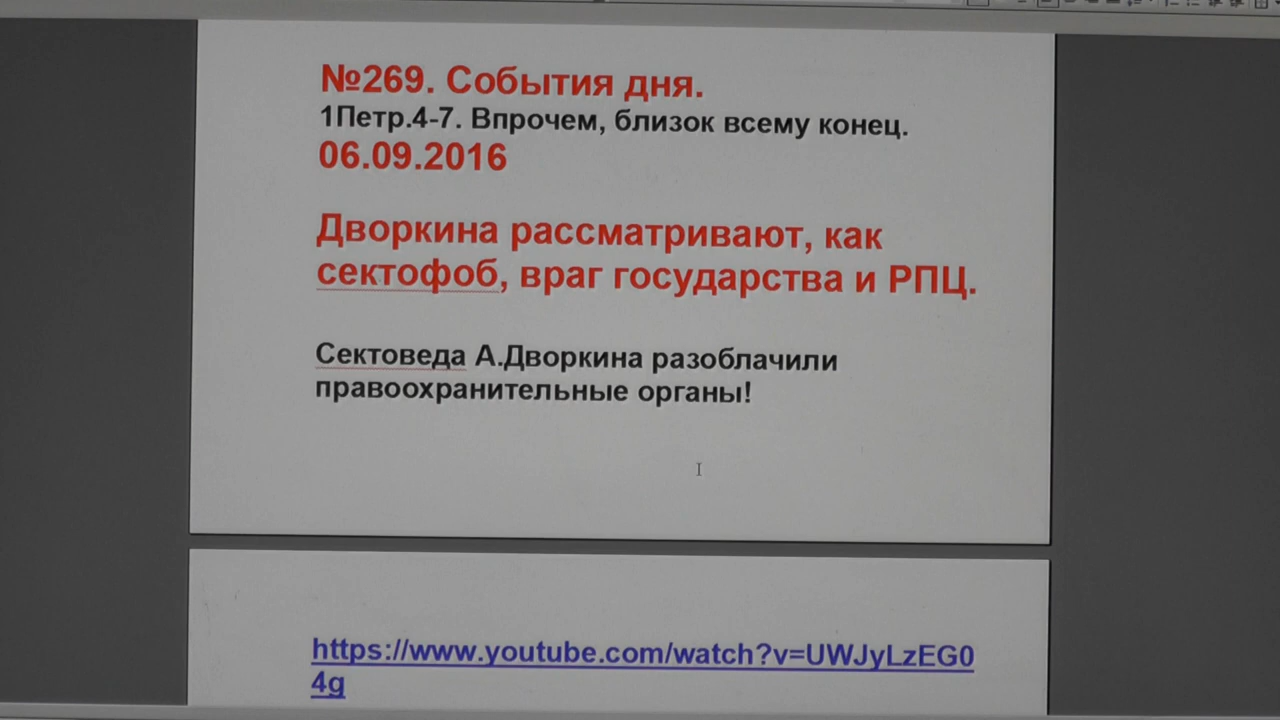 №269. События дня.
1Петр.4-7. Впрочем, близок всему конец.
06.09.2016
Дворкина рассматривают, как
сектофоб, враг государства и РПЦ.
Сектоведа А.Дворкина разоблачили
правоохранительные органы!
https://www.youtube.com/watch?v=UWJyLzEG0
4g